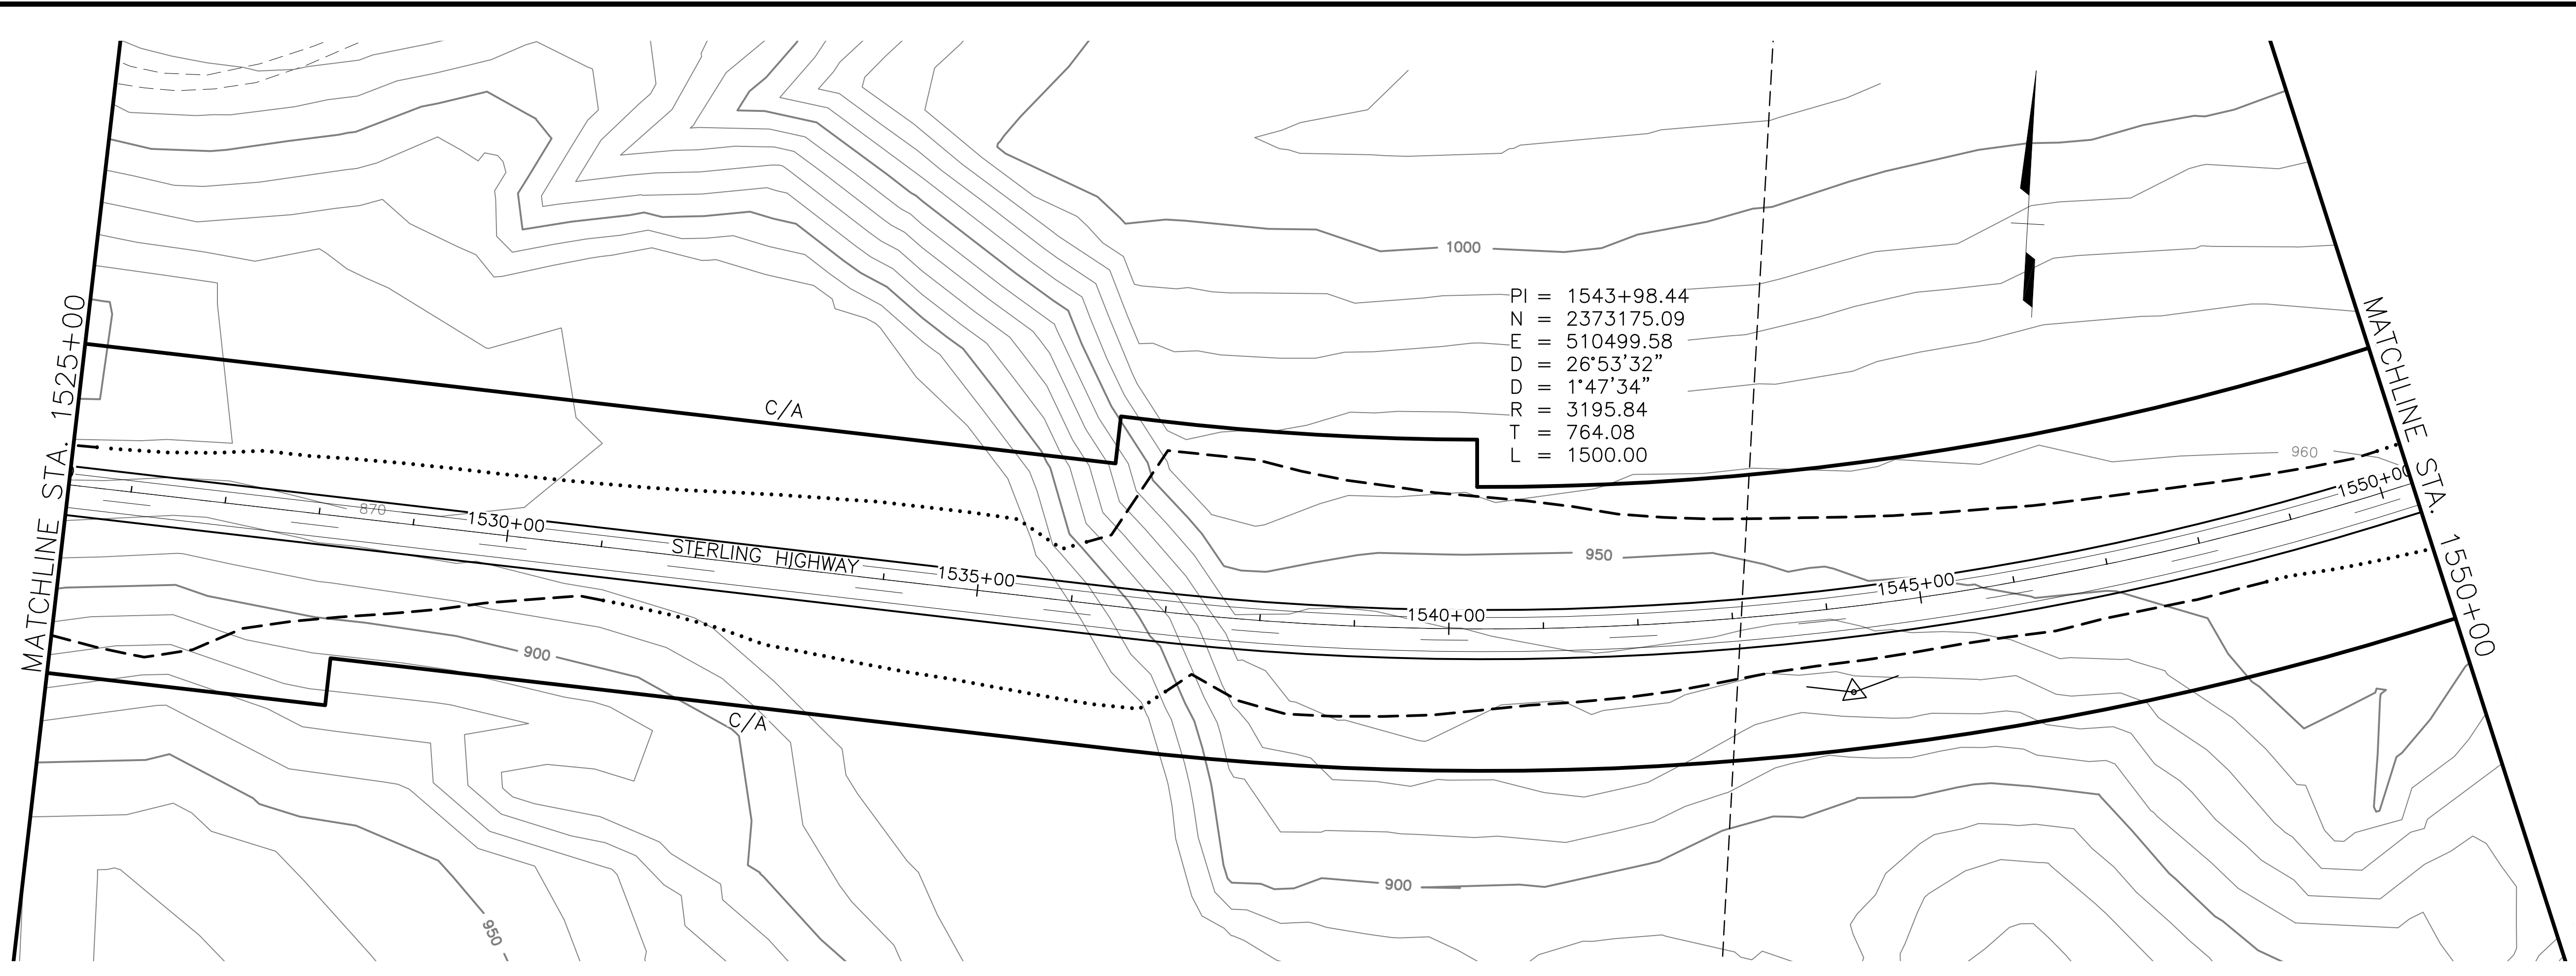 1000
PI = 1543+98.44
N = 2373175.09
E = 510499.58
D = 26°53'32"
D = 1°47'34"
R = 3195.84
T = 764.08
L = 1500.00
MATCHLINE STA. 1525+00
MATCHLINE STA. 1550+00
C/A
960
1550+00
870
1530+00
STERLING HIGHWAY
1535+00
950
1545+00
1540+00
900
C/A
900
950